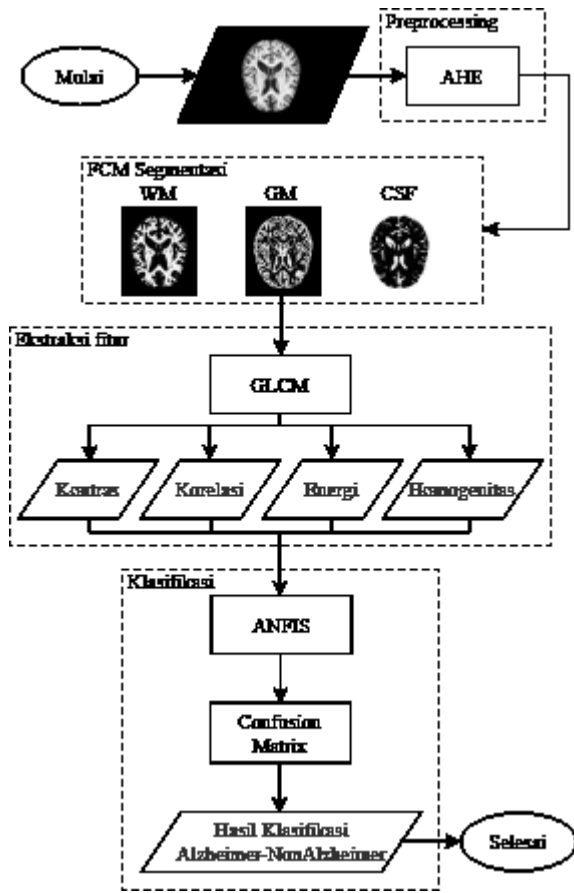 Preprocessing
Mulai
AHE
FCM Segmentasi
WM
GM
CSF
Ekstraksi fitur
GLCM
Kontras
Korelasi
Energi
Homogenitas
Klasifikasi
ANFIS
Confusion
Matrix
Hasil Klasifikasi
Alzheimer-NonAlzheimer
Selesai